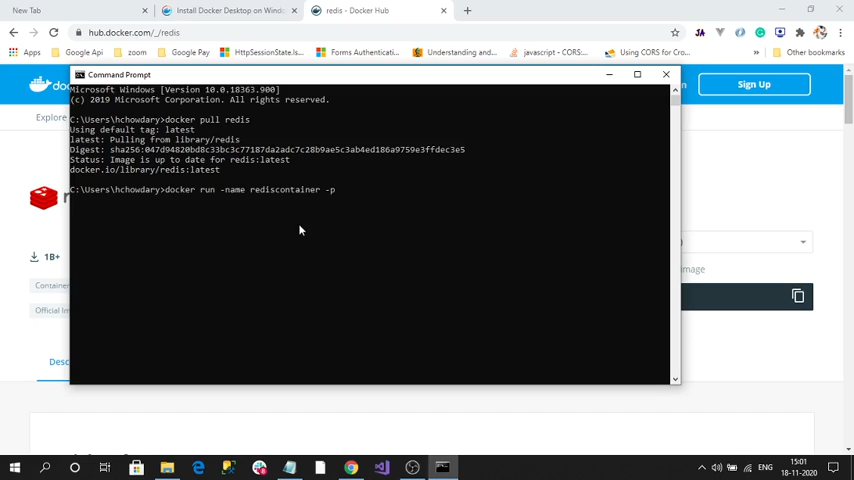 New Tab
Install Docker Desktop on Windo
redis - Docker Hub
hub.docker.com/_/redis
Apps
Google Api
zoom
Google Pay
HttpSessionState.Is...
Forms Authenticati...
Understanding and...
javascript - CORS:...
Using CORS for Cro...
Other bookmarks
Sign Up
Explore
Command Prompt
Microsoft Windows [Version 10.0.18363.900]
(c) 2019 Microsoft Corporation. All rights reserved.
C:\Users\hchowdary>docker pull redis
Using default tag: latest
latest: Pulling from library/redis
Digest: sha256:047d94820bd8c33bc3c77187da2adc7c28b9ae5c3ab4ed186a9759e3ffdec3e5
Status: Image is up to date for redis:latest
docker.io/library/redis:latest
C:\Users\hchowdary>docker run -name rediscontainer -p
1B+
Container
Official Im
image
Desc
ENG
15:01
18-11-2020